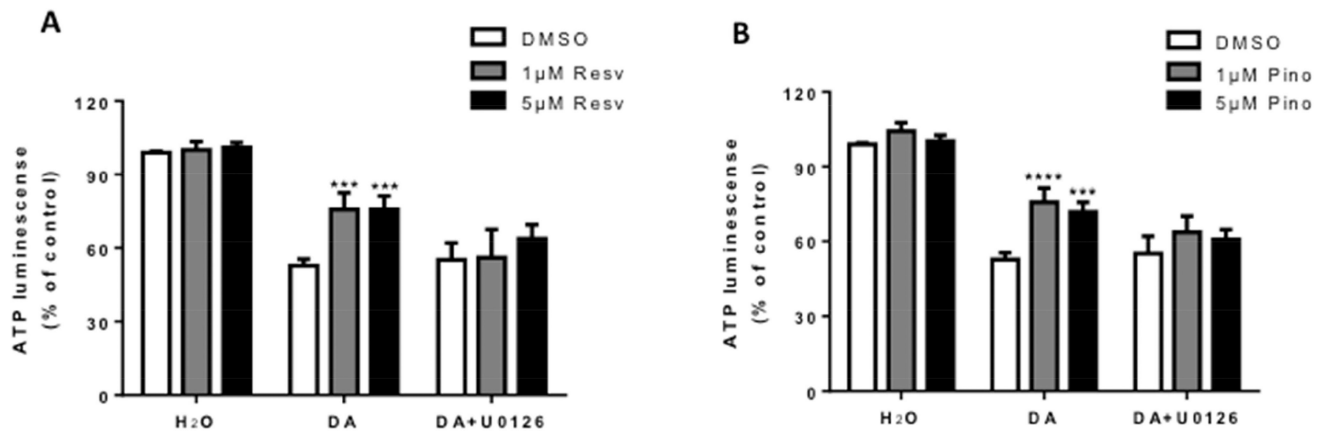 A
DMSO
1µM Resv
5µM Resv
ATP luminescense
(% of control)
120
90
60
30
0
*** ***
H₂O DA DA+U0126
B
DMSO
1µM Pino
5µM Pino
ATP luminescense
(% of control)
120
90
60
30
0
**** ***
H₂O DA DA+U0126